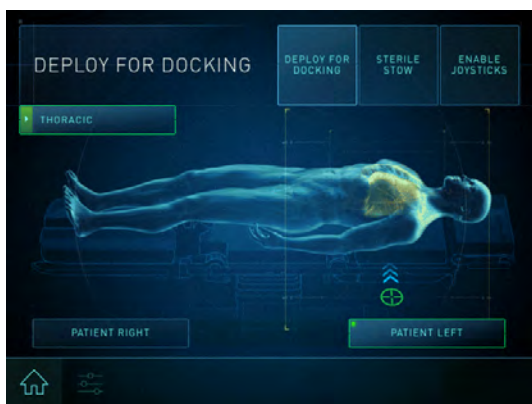 DEPLOY FOR DOCKING
DEPLOY FOR
DOCKING
STERILE
STOW
ENABLE
JOYSTICKS
THORACIC
PATIENT RIGHT
PATIENT LEFT